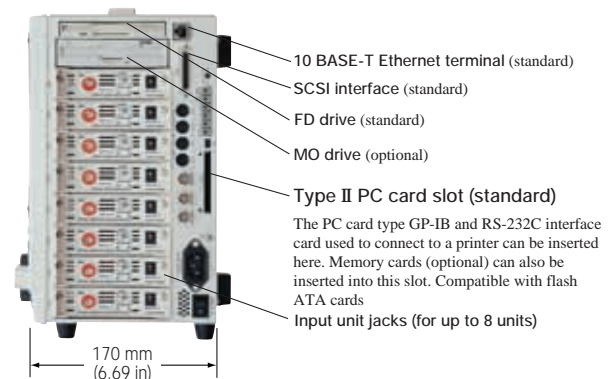 10 BASE-T Ethernet terminal (standard)
SCSI interface (standard)
FD drive (standard)
MO drive (optional)
Type II PC card slot (standard)
The PC card type GP-IB and RS-232C interface
card used to connect to a printer can be inserted
here. Memory cards (optional) can also be
inserted into this slot. Compatible with flash
ATA cards
Input unit jacks (for up to 8 units)
170 mm
(6.69 in)